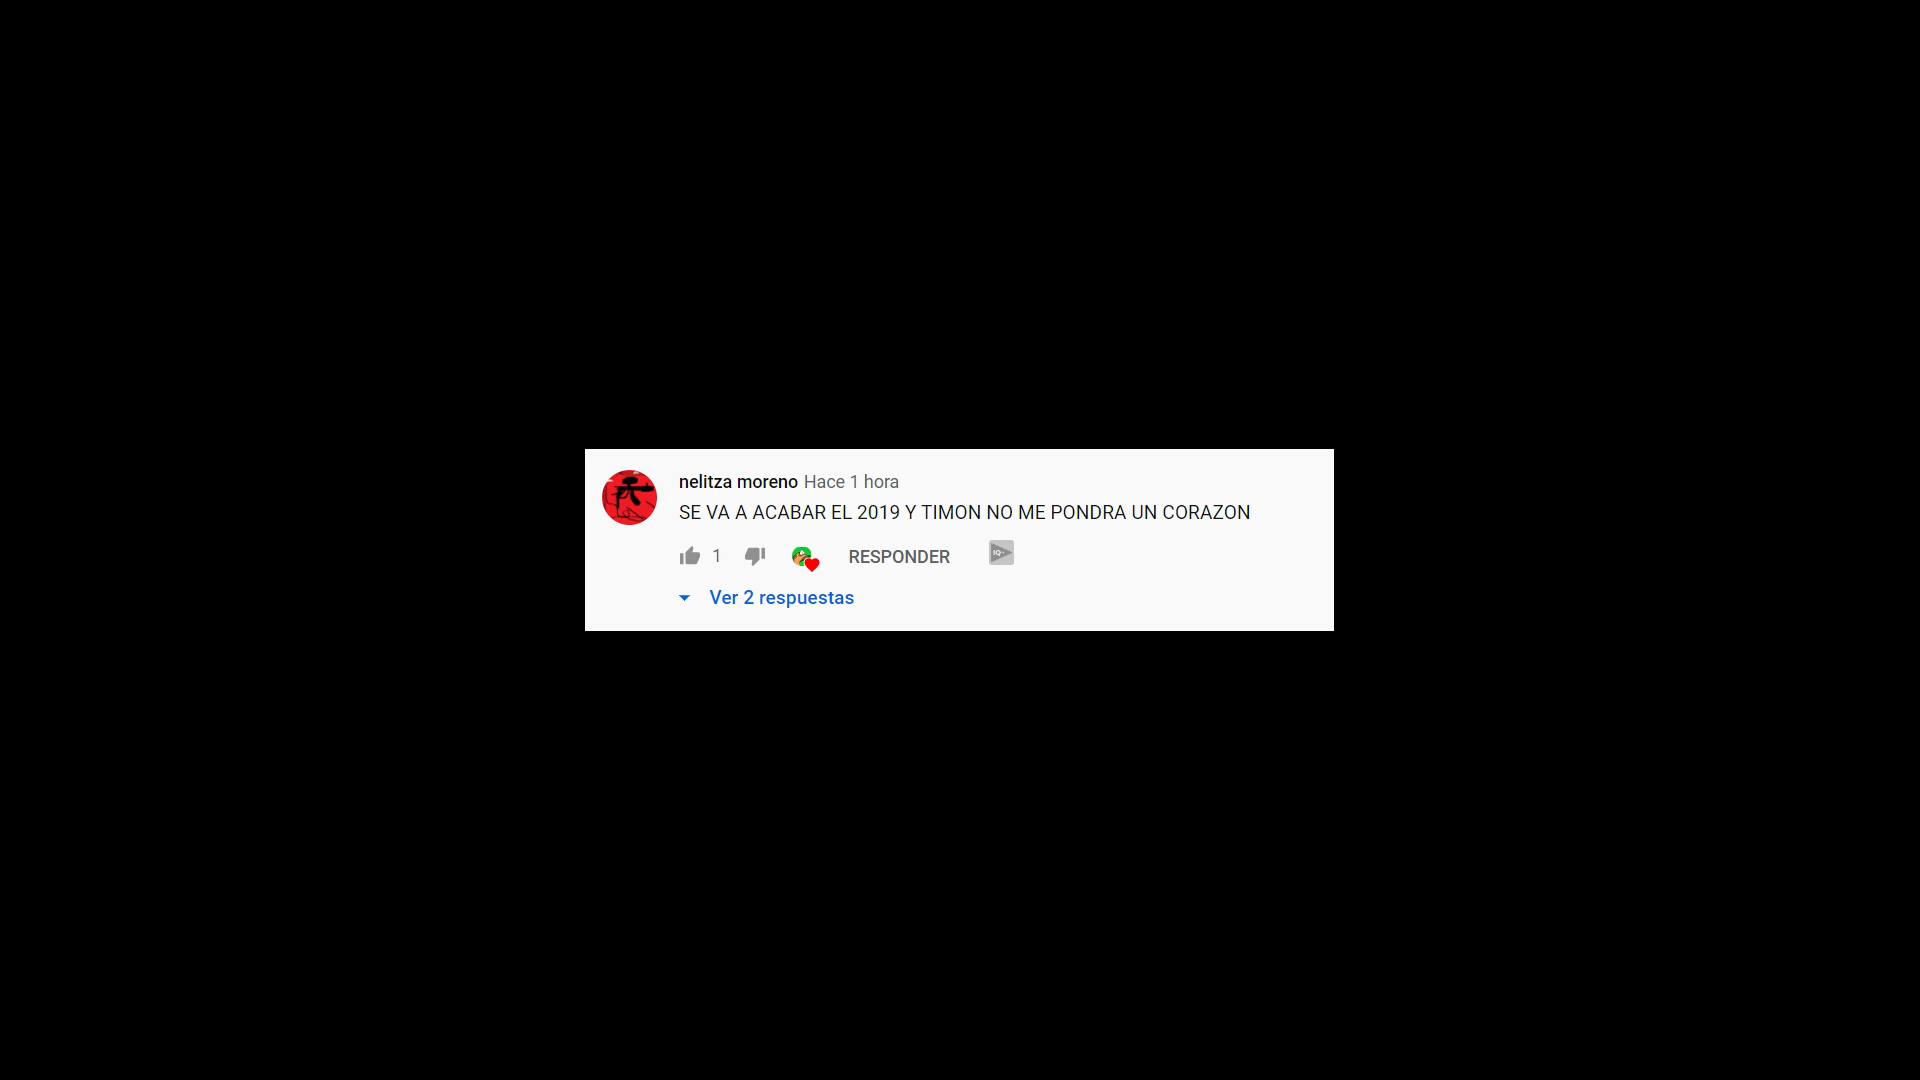 nelitza moreno Hace 1 hora
SE VA A ACABAR EL 2019 Y TIMON NO ME PONDRA UN CORAZON
1 RESPONDER IQ
Ver 2 respuestas